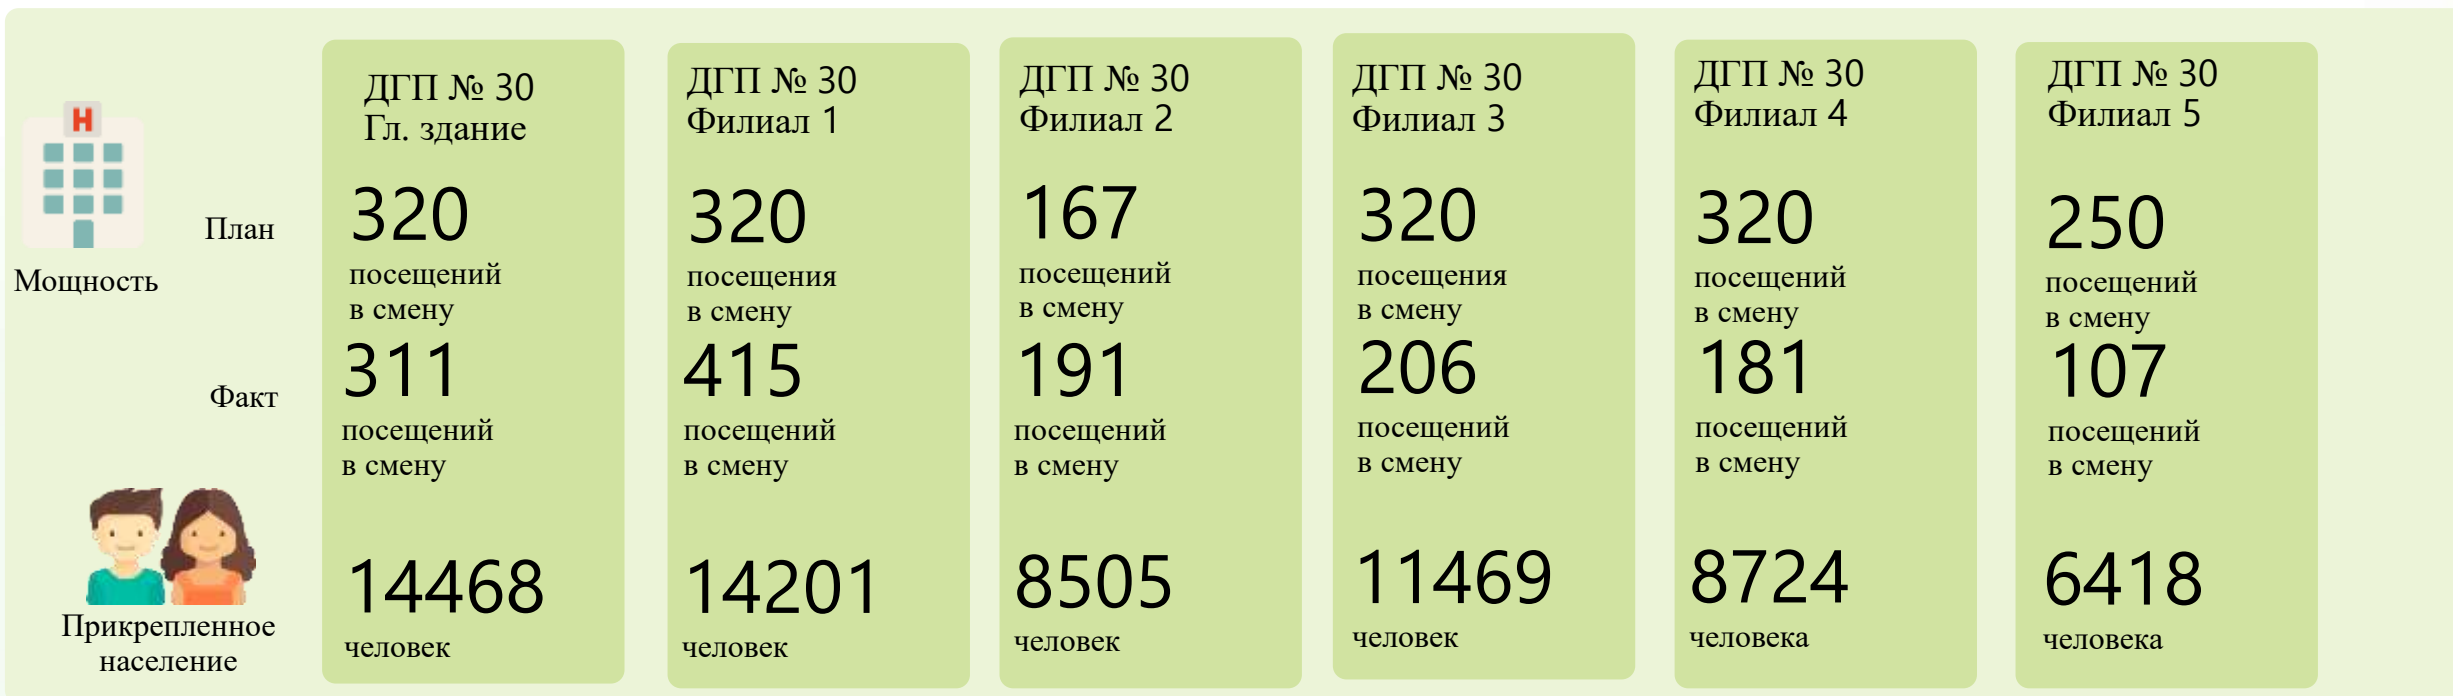 H
Мощность
План
Факт
Прикрепленное
население
ДГП № 30
Гл. здание
320
посещений
в смену
311
посещений
в смену
14468
человек
ДГП № 30
Филиал 1
320
посещения
в смену
415
посещений
в смену
14201
человек
ДГП № 30
Филиал 2
167
посещений
в смену
191
посещений
в смену
8505
человек
ДГП № 30
Филиал 3
320
посещения
в смену
206
посещений
в смену
11469
человек
ДГП № 30
Филиал 4
320
посещений
в смену
181
посещений
в смену
8724
человека
ДГП № 30
Филиал 5
250
посещений
в смену
107
посещений
в смену
6418
человека